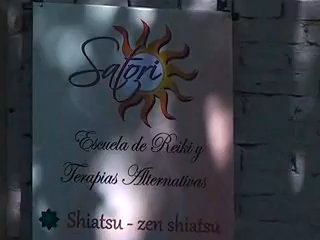 Satori
Escuela de Reiki y
Terapias Alternativas
Shiatsu - zen shiatsu